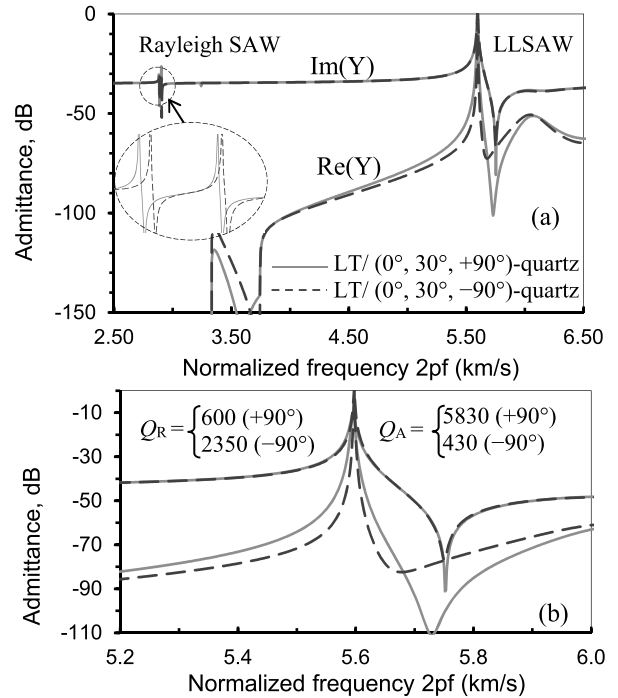 0
Rayleigh SAW
LLSAW
Im(Y)
-50
Admittance, dB
Re(Y)
-100
(a)
LT/ (0°, 30°, +90°)-quartz
LT/ (0°, 30°, −90°)-quartz
-150
2.50 3.50 4.50 5.50 6.50
Normalized frequency 2pf (km/s)
-10
Q_R = { 600 (+90°) Q_A = { 5830 (+90°)
2350 (−90°) 430 (−90°)
-30
-50
Admittance, dB
-70
-90
(b)
-110
5.2 5.4 5.6 5.8 6.0
Normalized frequency 2pf (km/s)